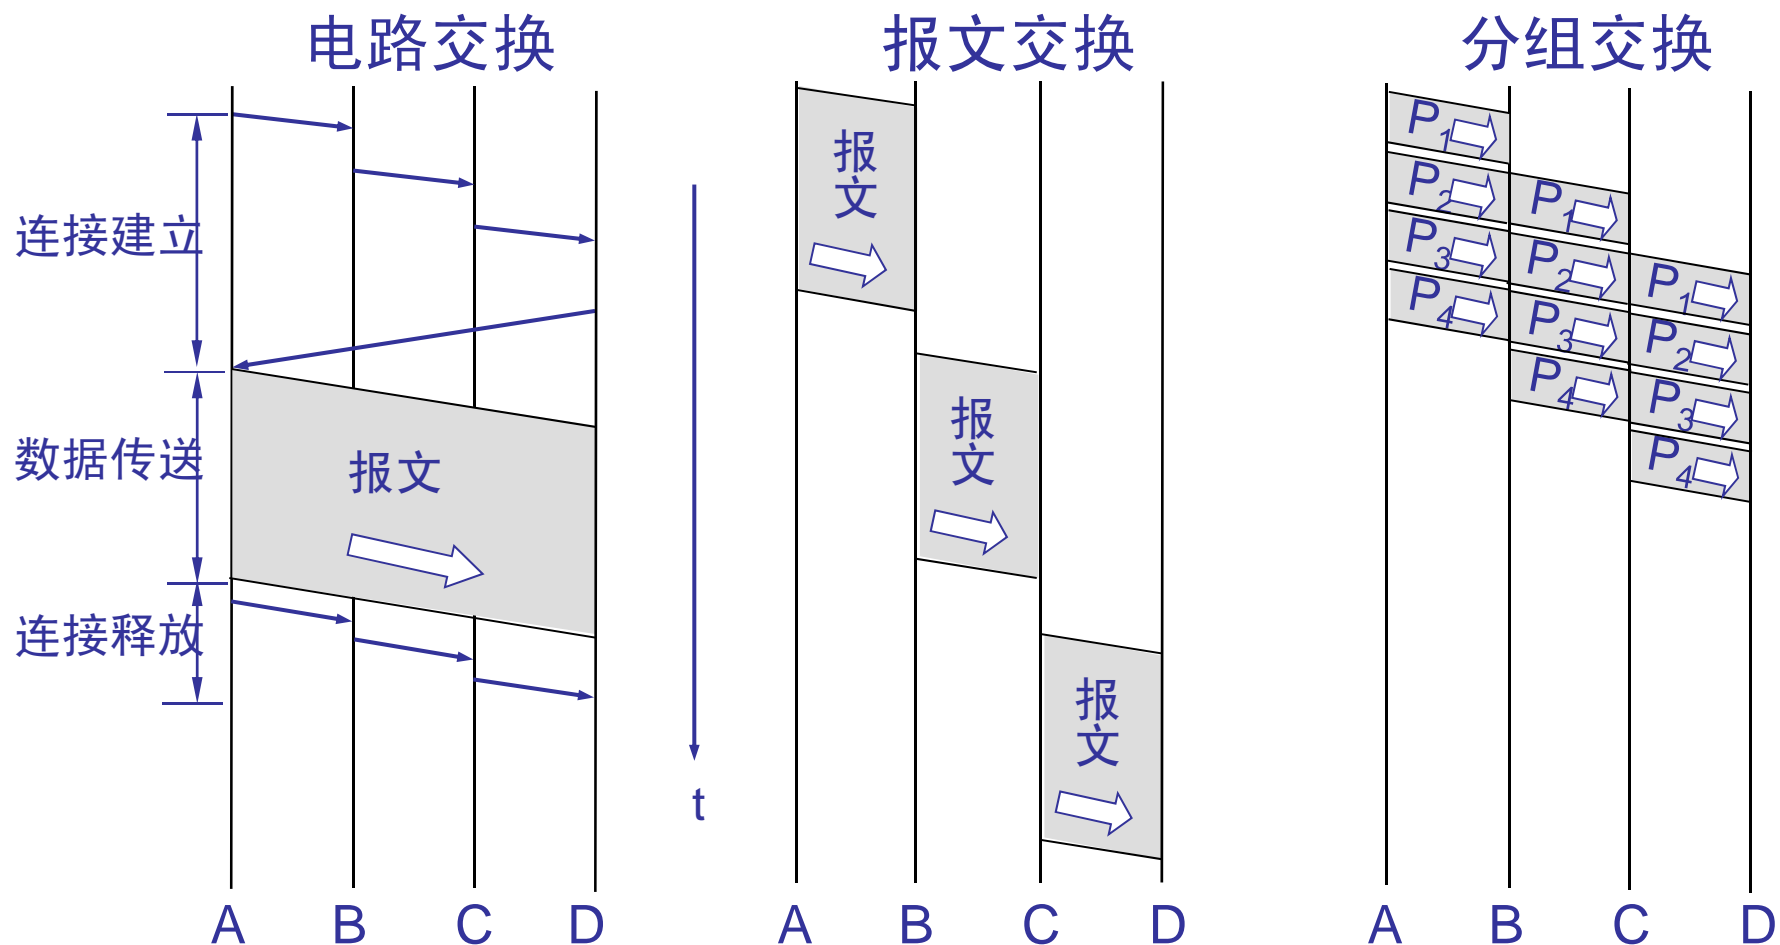 电路交换
报文交换
分组交换
连接建立
数据传送
连接释放
报文
t
报
文
报
文
报
文
P1
P2
P1
P3
P2
P1
P4
P3
P2
P4
P3
P4
A B C D
A B C D
A B C D